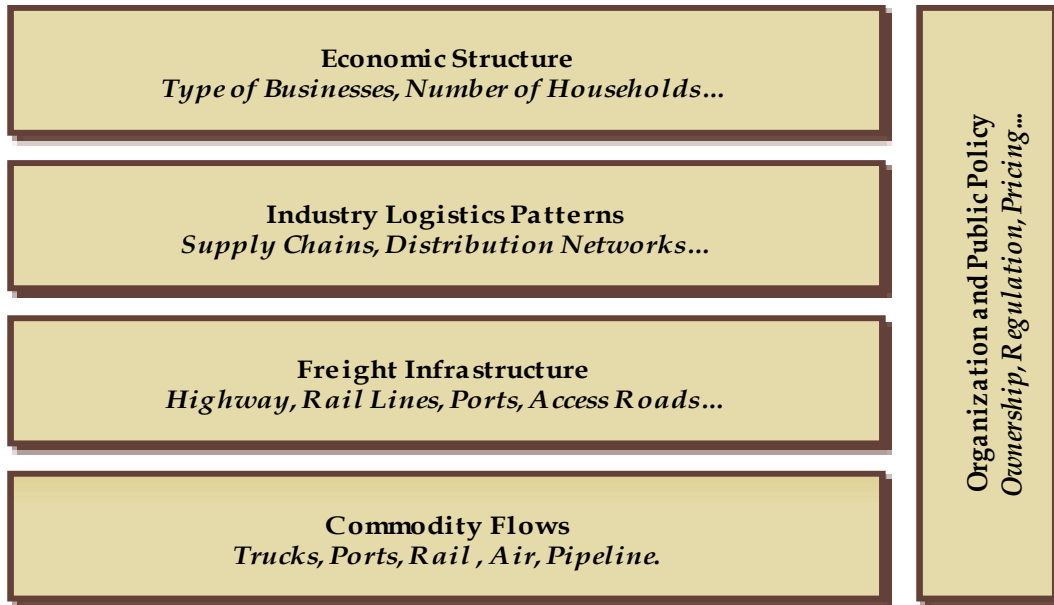 Economic Structure
Type of Businesses, Number of Households...
Industry Logistics Patterns
Supply Chains, Distribution Networks...
Freight Infrastructure
Highway, Rail Lines, Ports, Access Roads...
Commodity Flows
Trucks, Ports, Rail , Air, Pipeline.
Organization and Public Policy
Ownership, Regulation, Pricing...